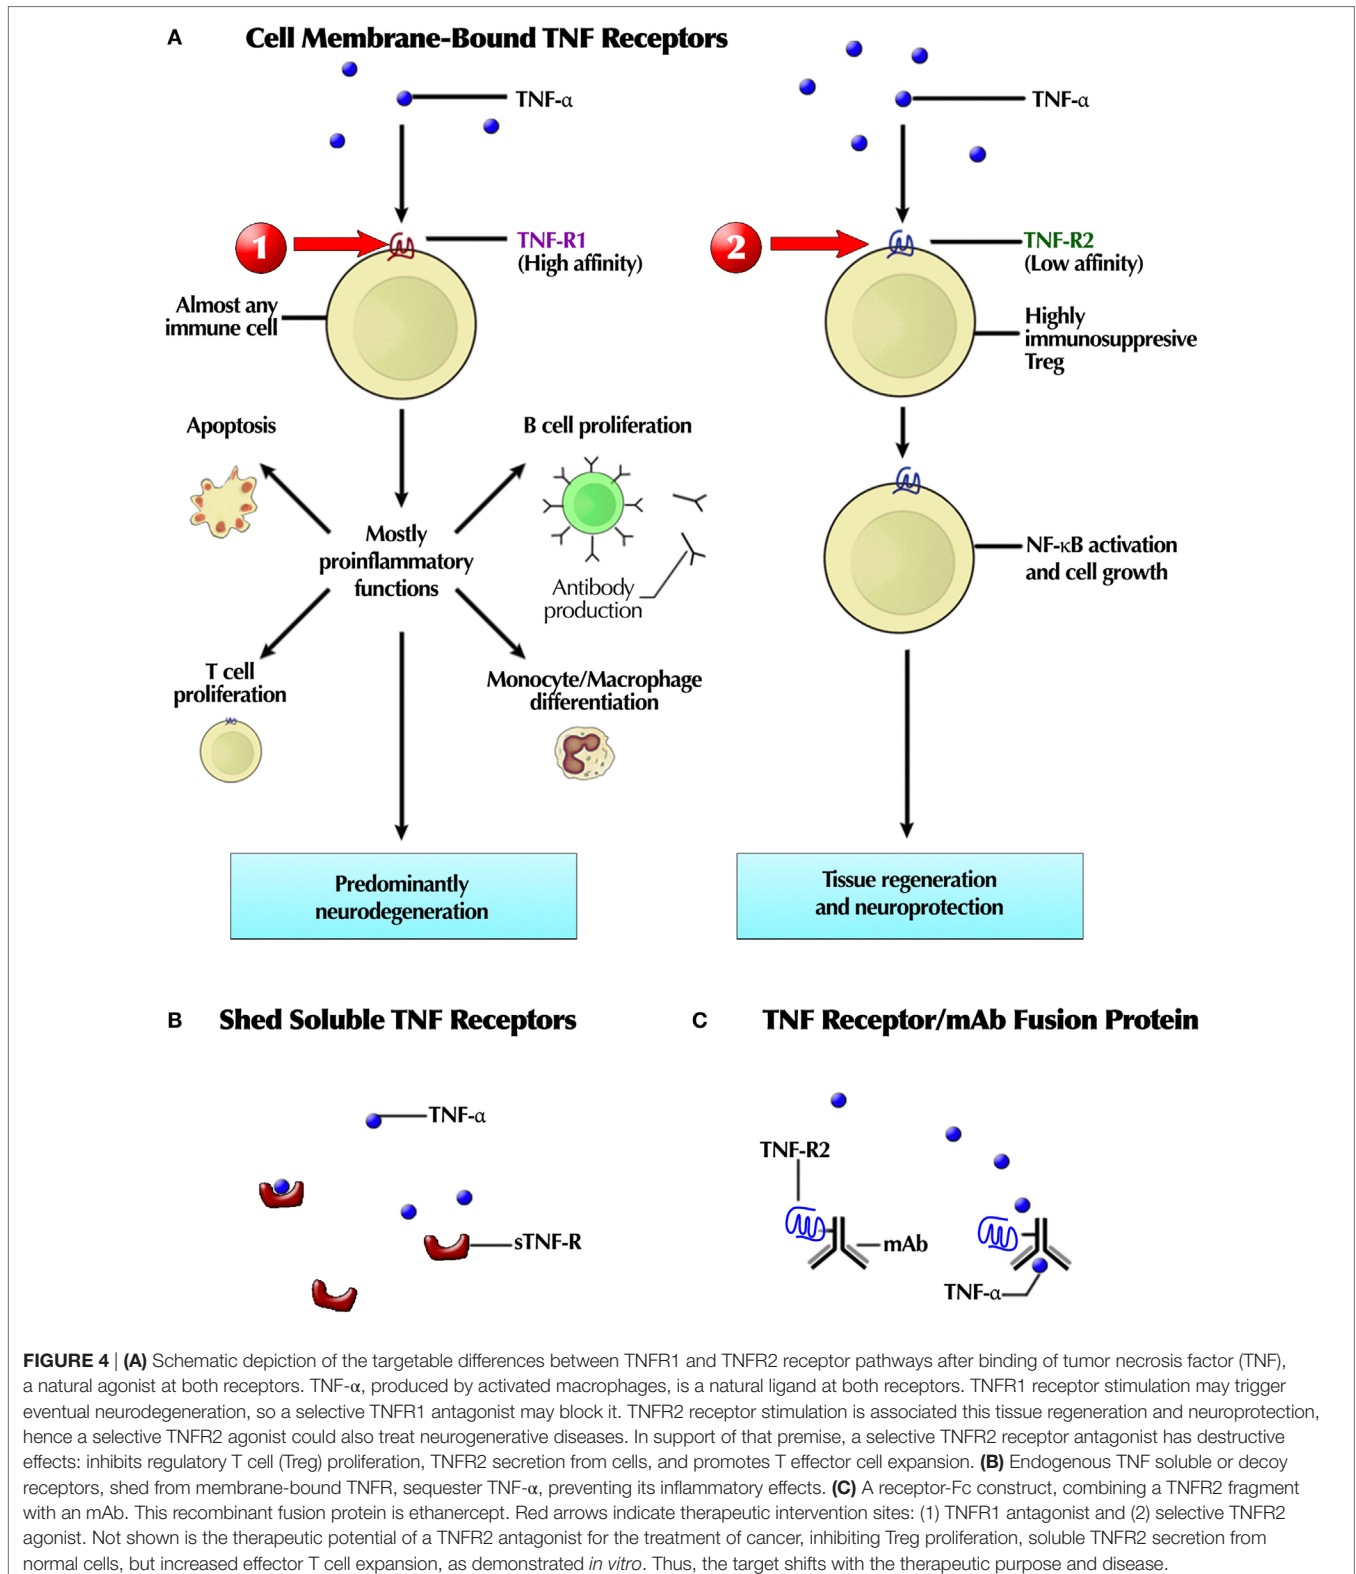 A Cell Membrane-Bound TNF Receptors
TNF-α
TNF-α
1
TNF-R1
(High affinity)
Almost any
immune cell
2
TNF-R2
(Low affinity)
Highly
immunosuppresive
Treg
Apoptosis
B cell proliferation
Mostly
proinflammatory
functions
Antibody
production
T cell
proliferation
Monocyte/Macrophage
differentiation
NF-κB activation
and cell growth
Predominantly
neurodegeneration
Tissue regeneration
and neuroprotection
B Shed Soluble TNF Receptors
TNF-α
sTNF-R
C TNF Receptor/mAb Fusion Protein
TNF-R2
mAb
TNF-α
FIGURE 4 | (A) Schematic depiction of the targetable differences between TNFR1 and TNFR2 receptor pathways after binding of tumor necrosis factor (TNF),
a natural agonist at both receptors. TNF-α, produced by activated macrophages, is a natural ligand at both receptors. TNFR1 receptor stimulation may trigger
eventual neurodegeneration, so a selective TNFR1 antagonist may block it. TNFR2 receptor stimulation is associated this tissue regeneration and neuroprotection,
hence a selective TNFR2 agonist could also treat neurogenerative diseases. In support of that premise, a selective TNFR2 receptor antagonist has destructive
effects: inhibits regulatory T cell (Treg) proliferation, TNFR2 secretion from cells, and promotes T effector cell expansion. (B) Endogenous TNF soluble or decoy
receptors, shed from membrane-bound TNFR, sequester TNF-α, preventing its inflammatory effects. (C) A receptor-Fc construct, combining a TNFR2 fragment
with an mAb. This recombinant fusion protein is ethanercept. Red arrows indicate therapeutic intervention sites: (1) TNFR1 antagonist and (2) selective TNFR2
agonist. Not shown is the therapeutic potential of a TNFR2 antagonist for the treatment of cancer, inhibiting Treg proliferation, soluble TNFR2 secretion from
normal cells, but increased effector T cell expansion, as demonstrated in vitro. Thus, the target shifts with the therapeutic purpose and disease.